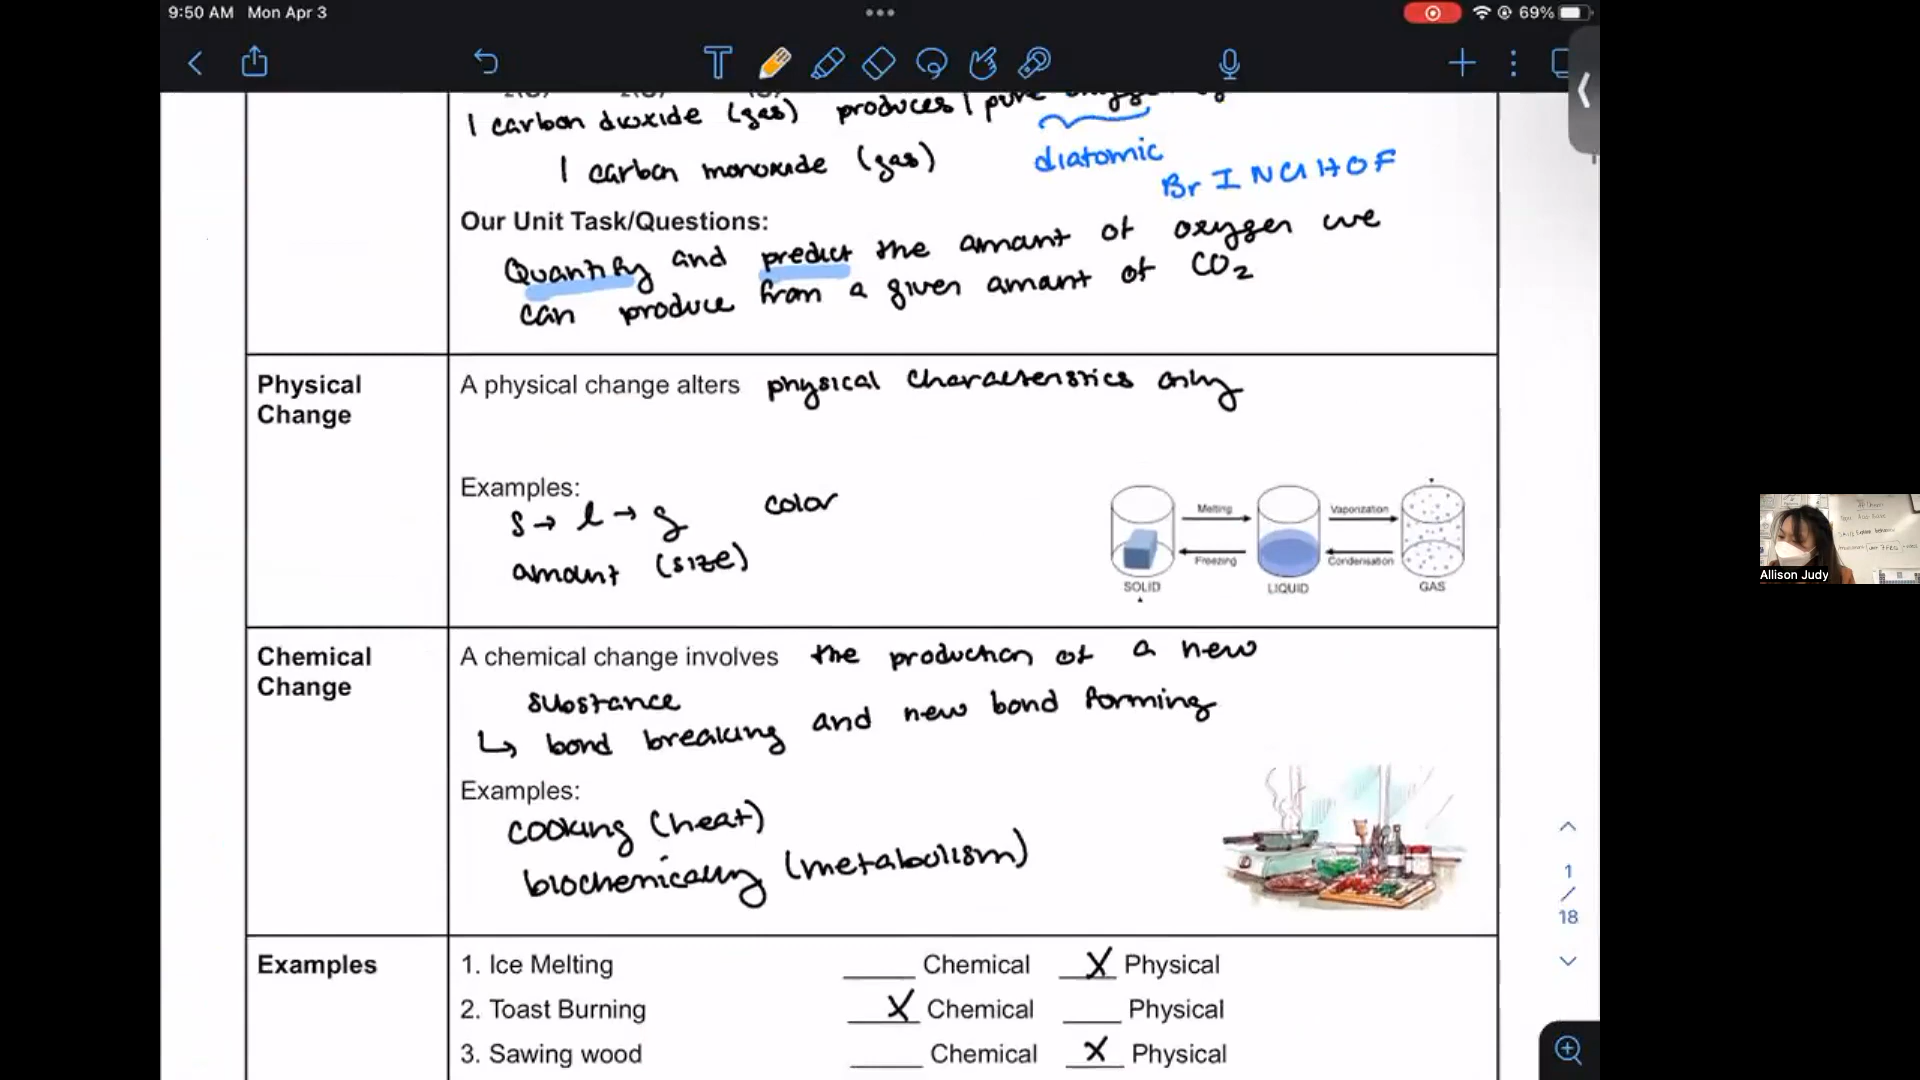 9:50 AM Mon Apr 3
69%
1 carbon dioxide (gas) produces 1 pure oxygen
diatomic
1 carbon monoxide (gas)
Br I N Cl H O F
Our Unit Task/Questions:
Quantify and predict the amount of oxygen we
can produce from a given amount of CO2
Physical Change
A physical change alters physical characteristics only
Examples:
s → l → g color
amount (size)
Melting
Freezing
Vaporization
Condensation
SOLID
LIQUID
GAS
Chemical Change
A chemical change involves the production of a new
substance
↳ bond breaking and new bond forming
Examples:
cooking (heat)
biochemically (metabolism)
Examples
1. Ice Melting ____ Chemical X Physical
2. Toast Burning X Chemical ____ Physical
3. Sawing wood ____ Chemical X Physical
1
/
18
Allison Judy